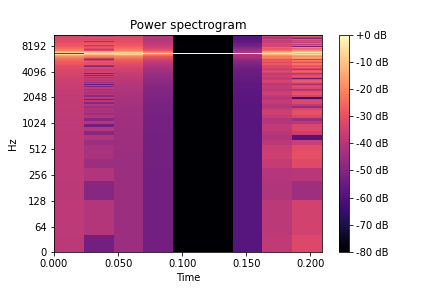 Power spectrogram
8192
4096
2048
1024
512
256
128
64
0
Hz
0.000 0.050 0.100 0.150 0.200
Time
+0 dB
-10 dB
-20 dB
-30 dB
-40 dB
-50 dB
-60 dB
-70 dB
-80 dB